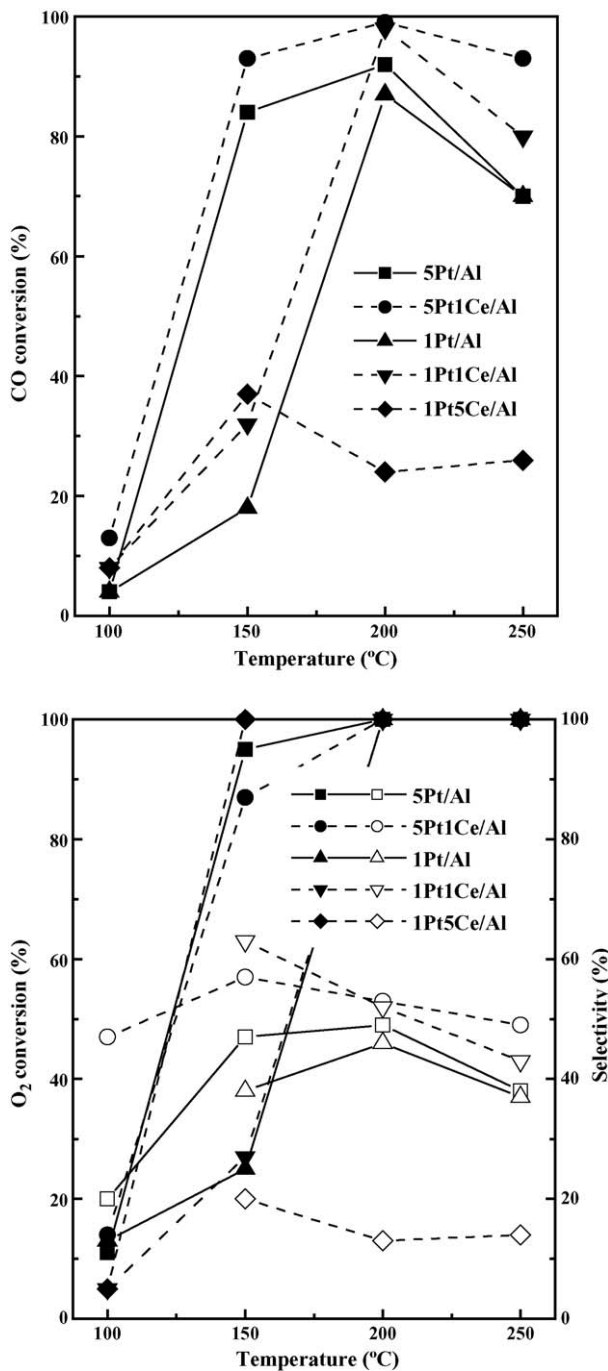 100
80
60
40
20
0
CO conversion (%)
5Pt/Al
5Pt1Ce/Al
1Pt/Al
1Pt1Ce/Al
1Pt5Ce/Al
100 150 200 250
Temperature (ºC)
100 100
80 80
60 60
40 40
20 20
0 0
O2 conversion (%)
Selectivity (%)
5Pt/Al
5Pt1Ce/Al
1Pt/Al
1Pt1Ce/Al
1Pt5Ce/Al
100 150 200 250
Temperature (ºC)